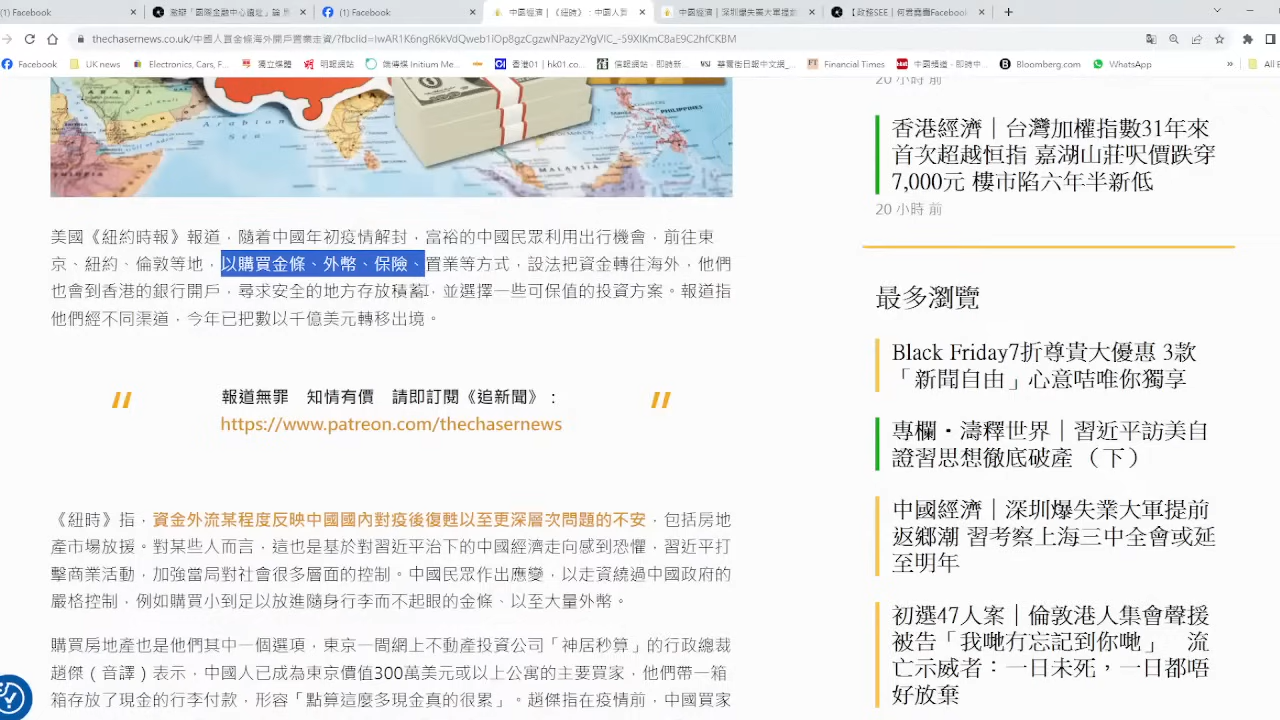 (1) Facebook
激辯「國際金融中心遺址」論 月
(1) Facebook
中國經濟｜《紐時》：中國人買
中國經濟｜深圳爆失業大軍提前
【政務SEE｜何君堯轟Facebook
thechasernews.co.uk/中國人買金條海外開戶置業走資/?fbclid=IwAR1K6ngR6kVdQweb1iOp8gzCgzwNPazy2YgVIC_-59XIKmC8aE9C2hfCKBM
Facebook
UK news
Electronics, Cars, F...
獨立媒體
明報網站
端傳媒 Initium Me...
香港01 | hk01.co...
信報網站 - 即時新...
華爾街日報中文網_...
Financial Times
中國頻道 - 即時中...
Bloomberg.com
WhatsApp
»
All B
ARABIA
Arabian
Sea
PHILIPPINES
MALAYSIA
美國《紐約時報》報道，隨着中國年初疫情解封，富裕的中國民眾利用出行機會，前往東
京、紐約、倫敦等地，以購買金條、外幣、保險、置業等方式，設法把資金轉往海外，他們
也會到香港的銀行開戶，尋求安全的地方存放積蓄，並選擇一些可保值的投資方案。報道指
他們經不同渠道，今年已把數以千億美元轉移出境。
報道無罪　知情有價　請即訂閱《追新聞》：
https://www.patreon.com/thechasernews
《紐時》指，資金外流某程度反映中國國內對疫後復甦以至更深層次問題的不安，包括房地
產市場放援。對某些人而言，這也是基於對習近平治下的中國經濟走向感到恐懼，習近平打
擊商業活動，加強當局對社會很多層面的控制。中國民眾作出應變，以走資繞過中國政府的
嚴格控制，例如購買小到足以放進隨身行李而不起眼的金條、以至大量外幣。
購買房地產也是他們其中一個選項，東京一間網上不動產投資公司「神居秒算」的行政總裁
趙傑（音譯）表示，中國人已成為東京價值300萬美元或以上公寓的主要買家，他們帶一箱
箱存放了現金的行李付款，形容「點算這麼多現金真的很累」。趙傑指在疫情前，中國買家
20 小時 前
香港經濟｜台灣加權指數31年來
首次超越恒指 嘉湖山莊呎價跌穿
7,000元 樓市陷六年半新低
20 小時 前
最多瀏覽
Black Friday7折尊貴大優惠 3款
「新聞自由」心意咭唯你獨享
專欄・濤釋世界｜習近平訪美自
證習思想徹底破產 （下）
中國經濟｜深圳爆失業大軍提前
返鄉潮 習考察上海三中全會或延
至明年
初選47人案｜倫敦港人集會聲援
被告「我哋冇忘記到你哋」　流
亡示威者：一日未死，一日都唔
好放棄